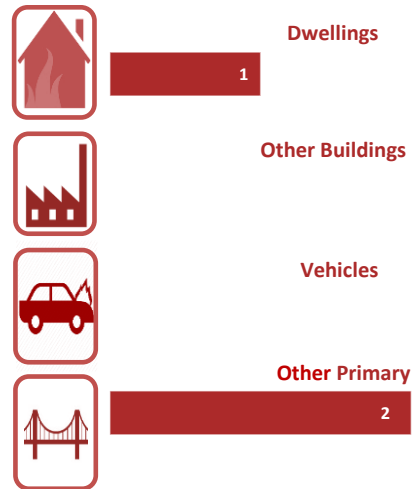 Dwellings
1
Other Buildings
Vehicles
Other Primary
2